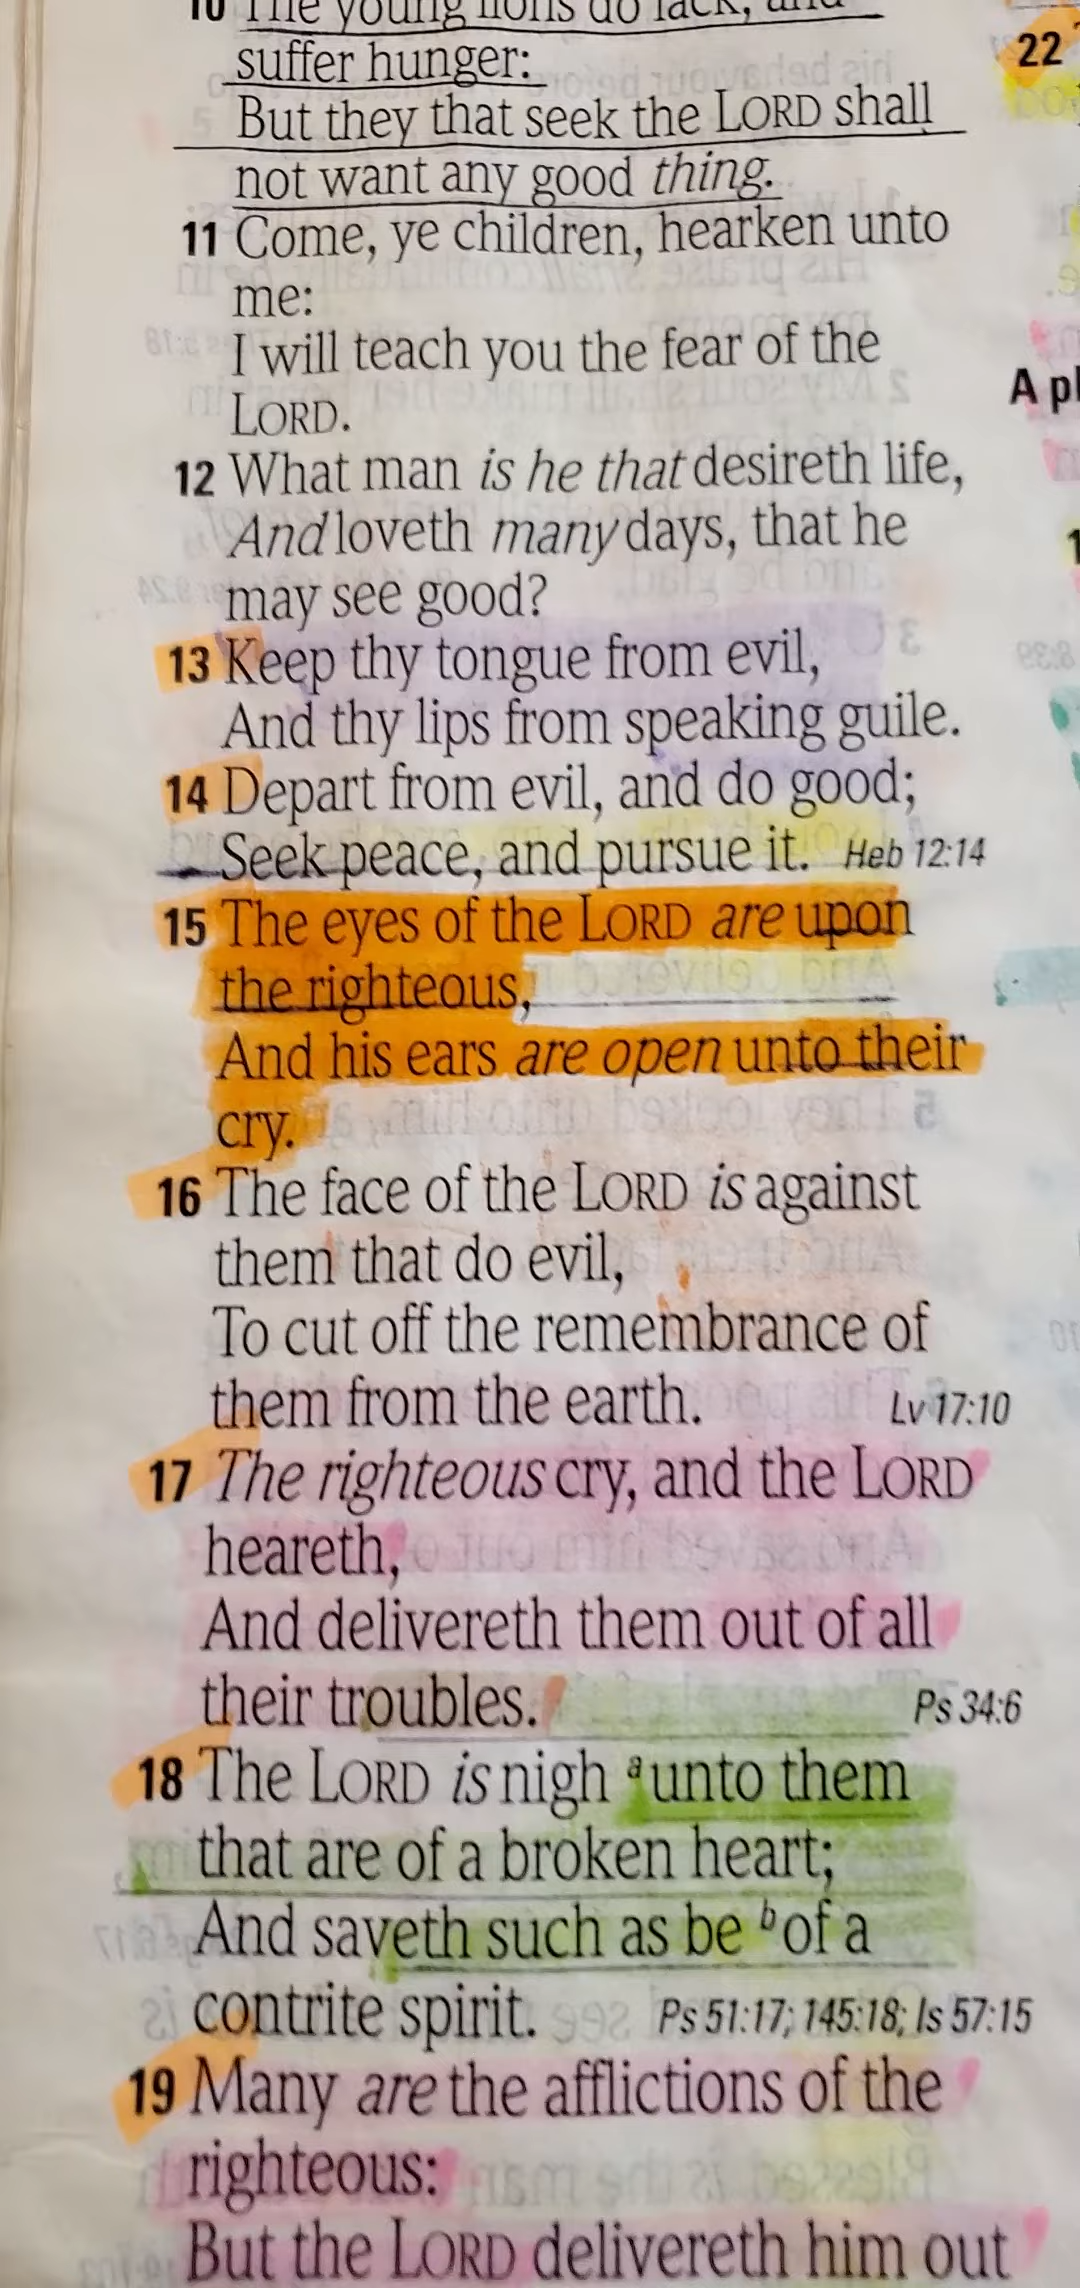 10 The young lions do lack, and
suffer hunger:
But they that seek the LORD shall
not want any good thing.
11 Come, ye children, hearken unto
me:
I will teach you the fear of the
LORD.
12 What man is he that desireth life,
And loveth many days, that he
may see good?
13 Keep thy tongue from evil,
And thy lips from speaking guile.
14 Depart from evil, and do good;
Seek peace, and pursue it. Heb 12:14
15 The eyes of the LORD are upon
the righteous,
And his ears are open unto their
cry.
16 The face of the LORD is against
them that do evil,
To cut off the remembrance of
them from the earth. Lv 17:10
17 The righteous cry, and the LORD
heareth,
And delivereth them out of all
their troubles. Ps 34:6
18 The LORD is nigh a unto them
that are of a broken heart;
And saveth such as be b of a
contrite spirit. Ps 51:17; 145:18; Is 57:15
19 Many are the afflictions of the
righteous:
But the LORD delivereth him out
22
A